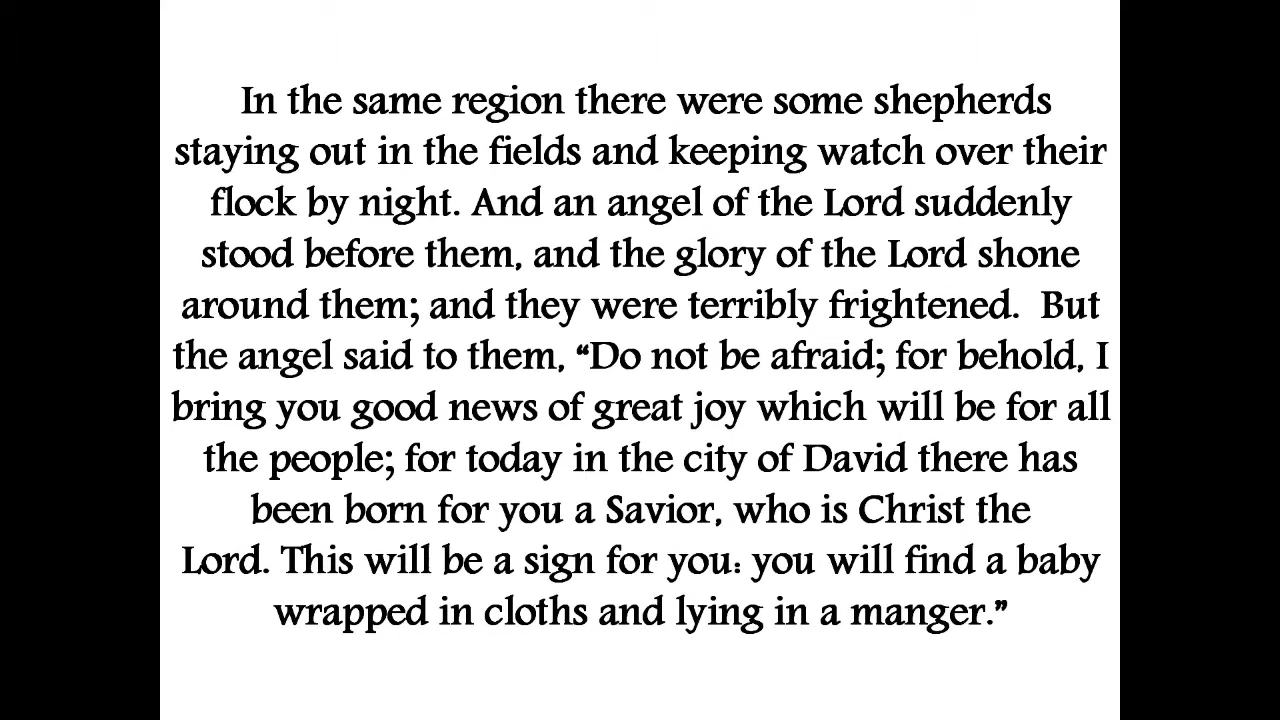 In the same region there were some shepherds
staying out in the fields and keeping watch over their
flock by night. And an angel of the Lord suddenly
stood before them, and the glory of the Lord shone
around them; and they were terribly frightened.  But
the angel said to them, “Do not be afraid; for behold, I
bring you good news of great joy which will be for all
the people; for today in the city of David there has
been born for you a Savior, who is Christ the
Lord. This will be a sign for you: you will find a baby
wrapped in cloths and lying in a manger.”